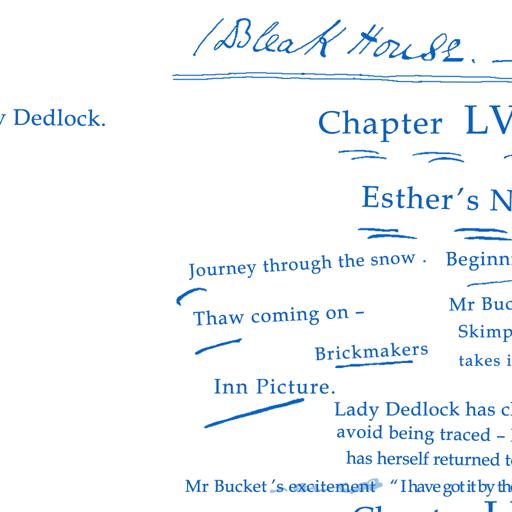 (Bleak House. —
y Dedlock.
Chapter LV
Esther's N
Journey through the snow . Beginn
Thaw coming on – Mr Buc
Skimp
Brickmakers takes i
Inn Picture.
Lady Dedlock has c
avoid being traced –
has herself returned t
Mr Bucket 's excitement “ I have got it by the